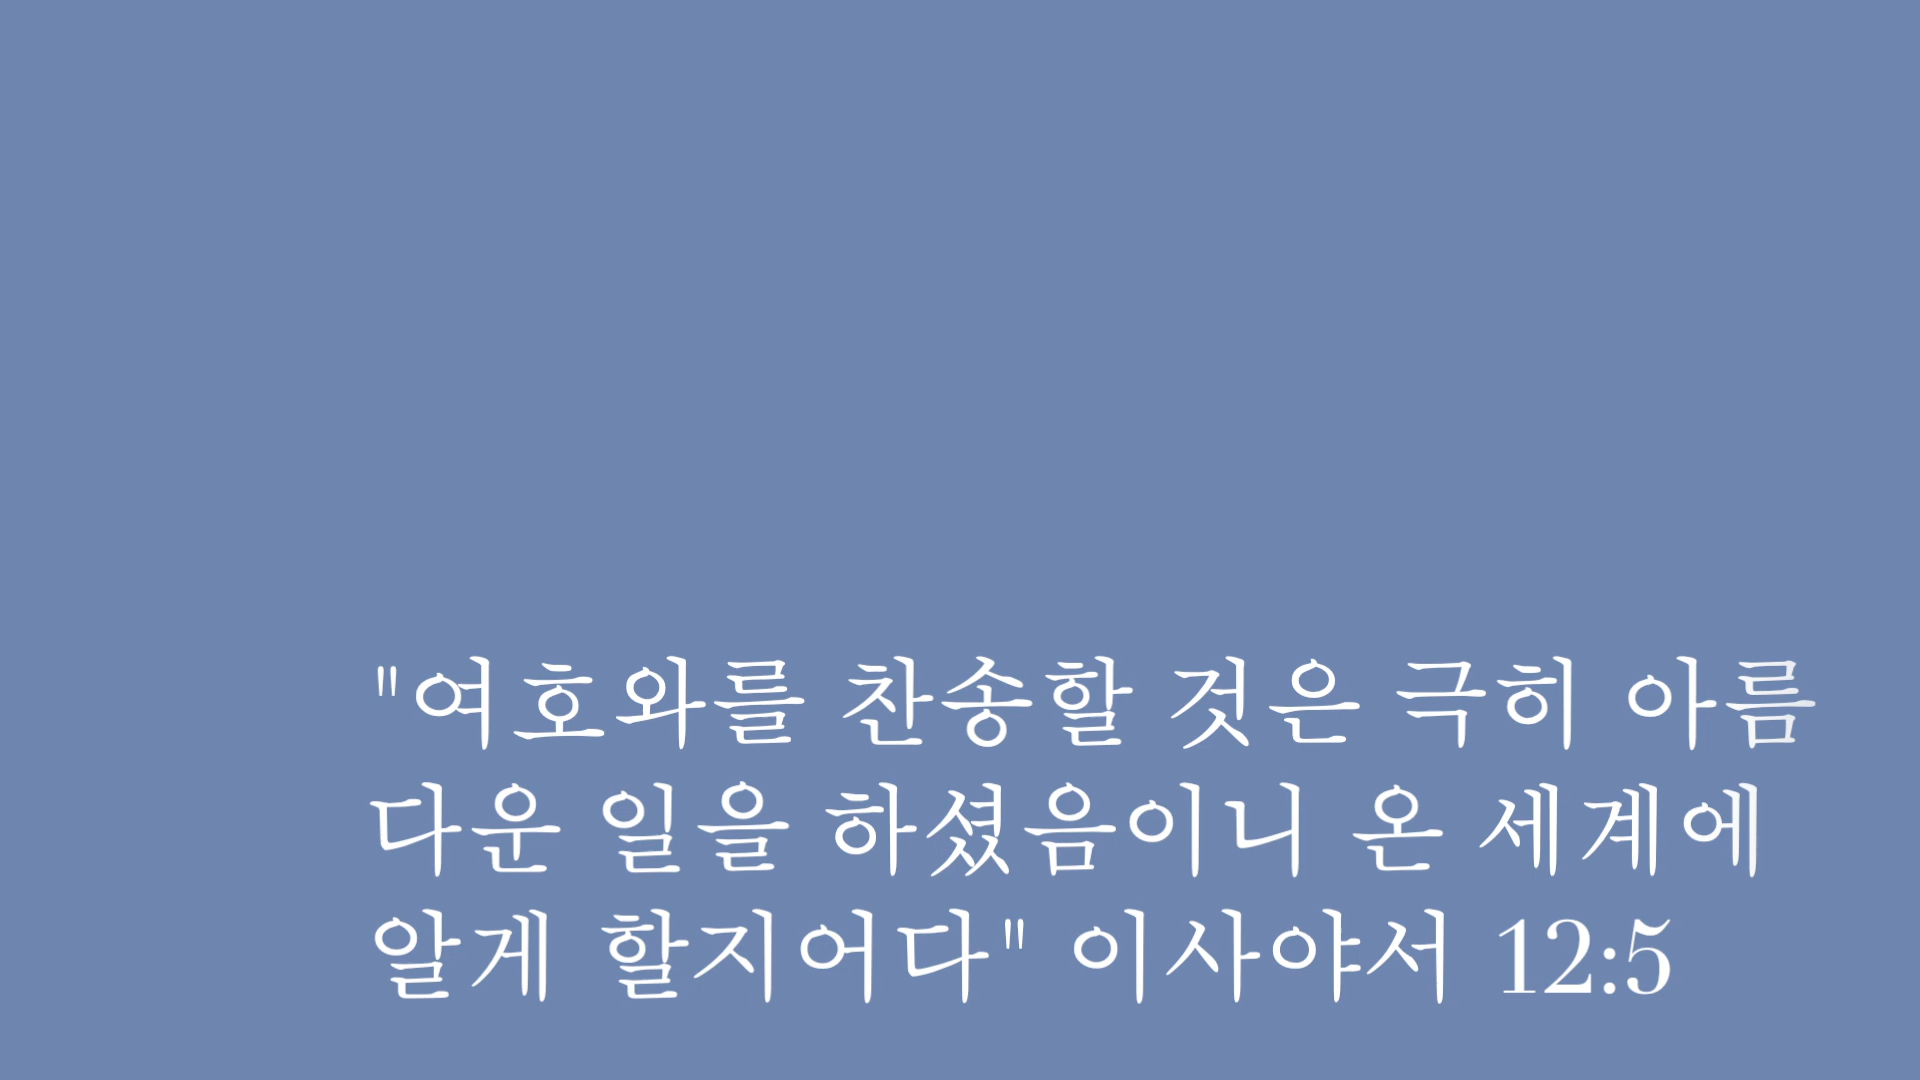 "여호와를 찬송할 것은 극히 아름
다운 일을 하셨음이니 온 세계에
알게 할지어다" 이사야서 12:5